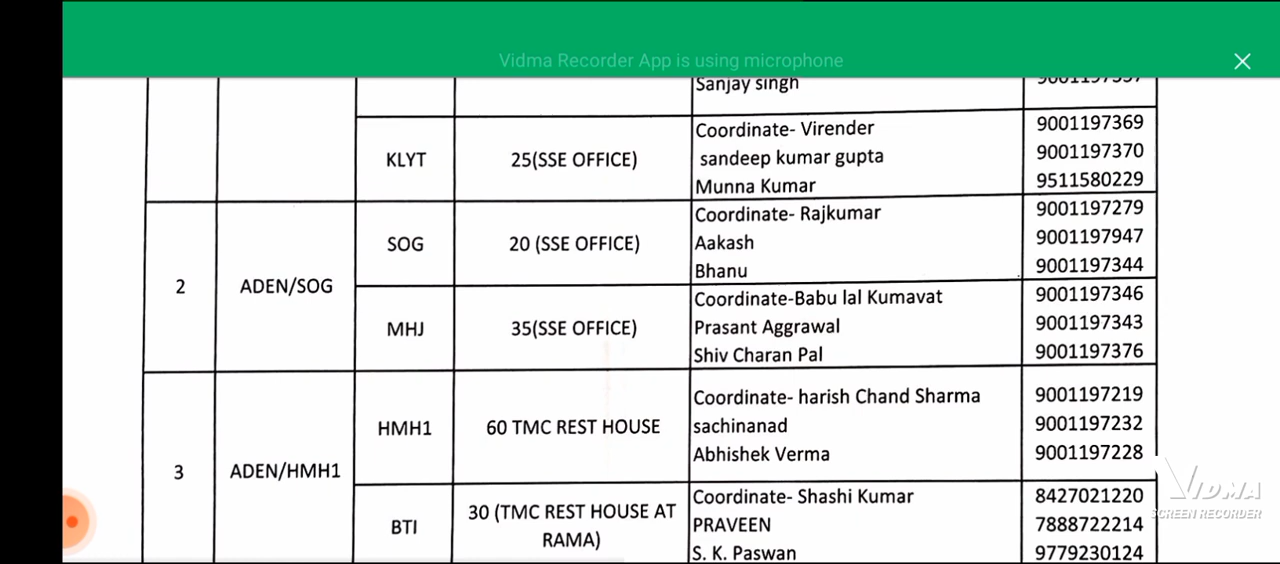 Vidma Recorder App is using microphone
Sanjay singh
KLYT 25(SSE OFFICE) Coordinate- Virender 9001197369
sandeep kumar gupta 9001197370
Munna Kumar 9511580229
2 ADEN/SOG SOG 20 (SSE OFFICE) Coordinate- Rajkumar 9001197279
Aakash 9001197947
Bhanu 9001197344
MHJ 35(SSE OFFICE) Coordinate-Babu lal Kumavat 9001197346
Prasant Aggrawal 9001197343
Shiv Charan Pal 9001197376
3 ADEN/HMH1 HMH1 60 TMC REST HOUSE Coordinate- harish Chand Sharma 9001197219
sachinanad 9001197232
Abhishek Verma 9001197228
BTI 30 (TMC REST HOUSE AT RAMA) Coordinate- Shashi Kumar 8427021220
PRAVEEN 7888722214
S. K. Paswan 9779230124
VIDMA
SCREEN RECORDER